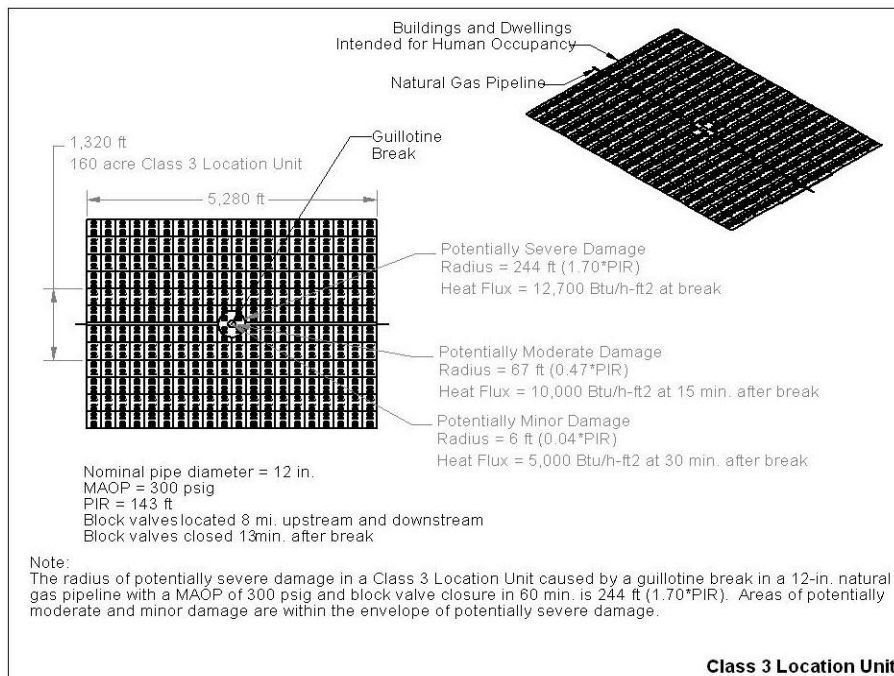 Buildings and Dwellings
Intended for Human Occupancy
Natural Gas Pipeline
Guillotine
Break
1,320 ft
160 acre Class 3 Location Unit
5,280 ft
Potentially Severe Damage
Radius = 244 ft (1.70*PIR)
Heat Flux = 12,700 Btu/h-ft2 at break
Potentially Moderate Damage
Radius = 67 ft (0.47*PIR)
Heat Flux = 10,000 Btu/h-ft2 at 15 min. after break
Potentially Minor Damage
Radius = 6 ft (0.04*PIR)
Heat Flux = 5,000 Btu/h-ft2 at 30 min. after break
Nominal pipe diameter = 12 in.
MAOP = 300 psig
PIR = 143 ft
Block valves located 8 mi. upstream and downstream
Block valves closed 13min. after break
Note:
The radius of potentially severe damage in a Class 3 Location Unit caused by a guillotine break in a 12-in. natural
gas pipeline with a MAOP of 300 psig and block valve closure in 60 min. is 244 ft (1.70*PIR). Areas of potentially
moderate and minor damage are within the envelope of potentially severe damage.
Class 3 Location Unit